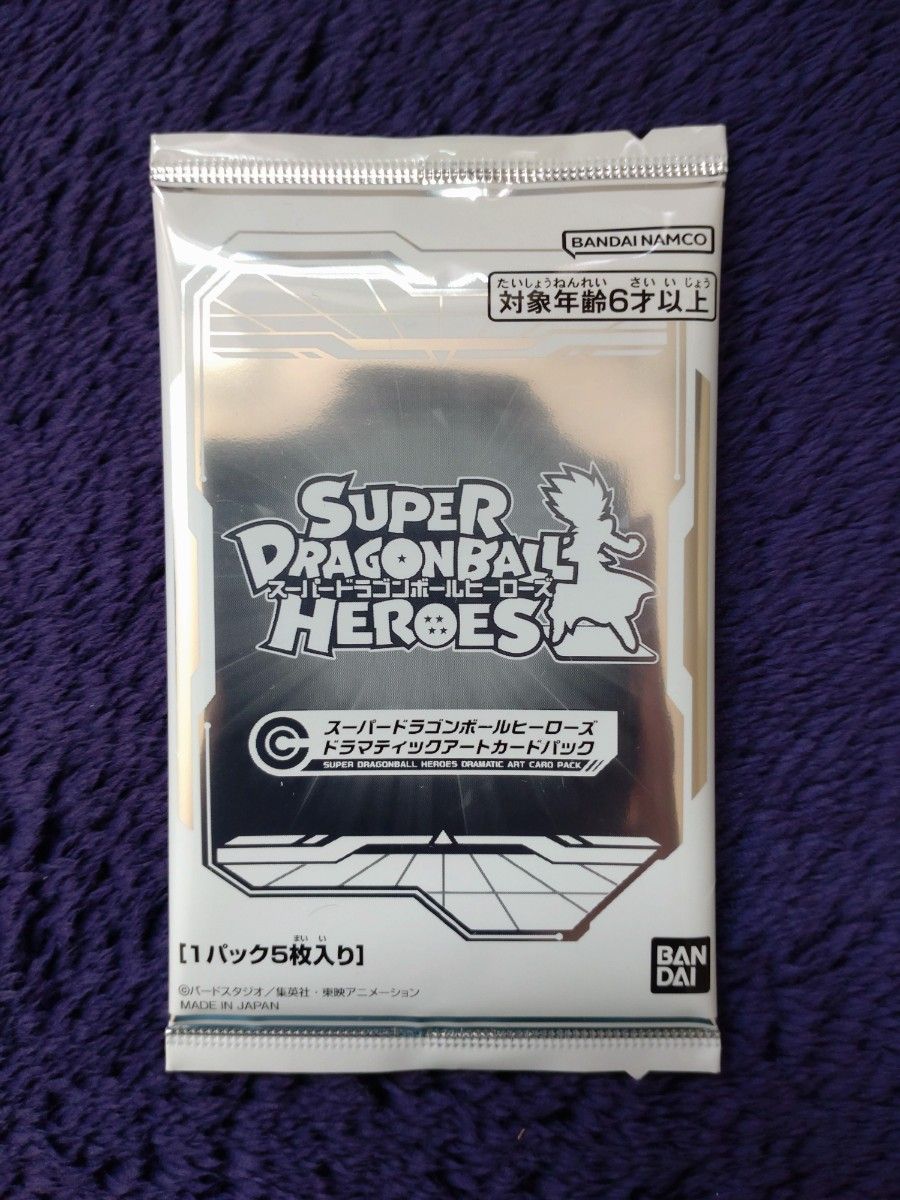 BANDAI NAMCO
たいしょうねんれい さいいじょう
対象年齢6才以上
SUPER
DRAGONBALL
スーパードラゴンボールヒーローズ
HEROES
スーパードラゴンボールヒーローズ
ドラマティックアートカードパック
SUPER DRAGONBALL HEROES DRAMATIC ART CARD PACK
まい い
[1パック5枚入り]
BAN
DAI
©バードスタジオ/集英社・東映アニメーション
MADE IN JAPAN